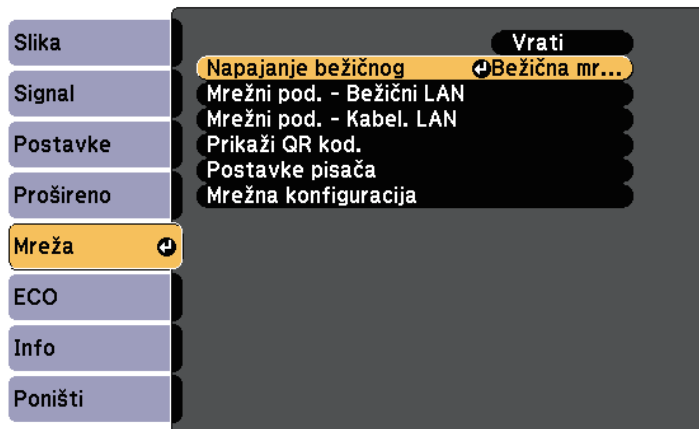 Slika
Signal
Postavke
Prošireno
Mreža
ECO
Info
Poništi
Vrati
Napajanje bežičnog Bežična mr...
Mrežni pod. - Bežični LAN
Mrežni pod. - Kabel. LAN
Prikaži QR kod.
Postavke pisača
Mrežna konfiguracija